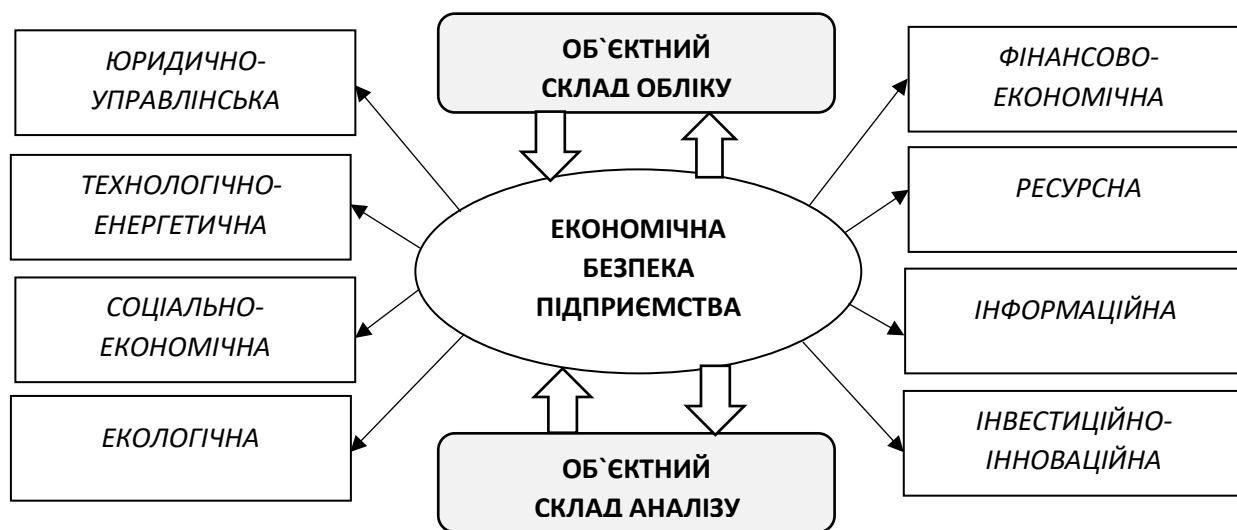 ЮРИДИЧНО-
УПРАВЛІНСЬКА
ТЕХНОЛОГІЧНО-
ЕНЕРГЕТИЧНА
СОЦІАЛЬНО-
ЕКОНОМІЧНА
ЕКОЛОГІЧНА
ОБ`ЄКТНИЙ
СКЛАД ОБЛІКУ
ЕКОНОМІЧНА
БЕЗПЕКА
ПІДПРИЄМСТВА
ОБ`ЄКТНИЙ
СКЛАД АНАЛІЗУ
ФІНАНСОВО-
ЕКОНОМІЧНА
РЕСУРСНА
ІНФОРМАЦІЙНА
ІНВЕСТИЦІЙНО-
ІННОВАЦІЙНА